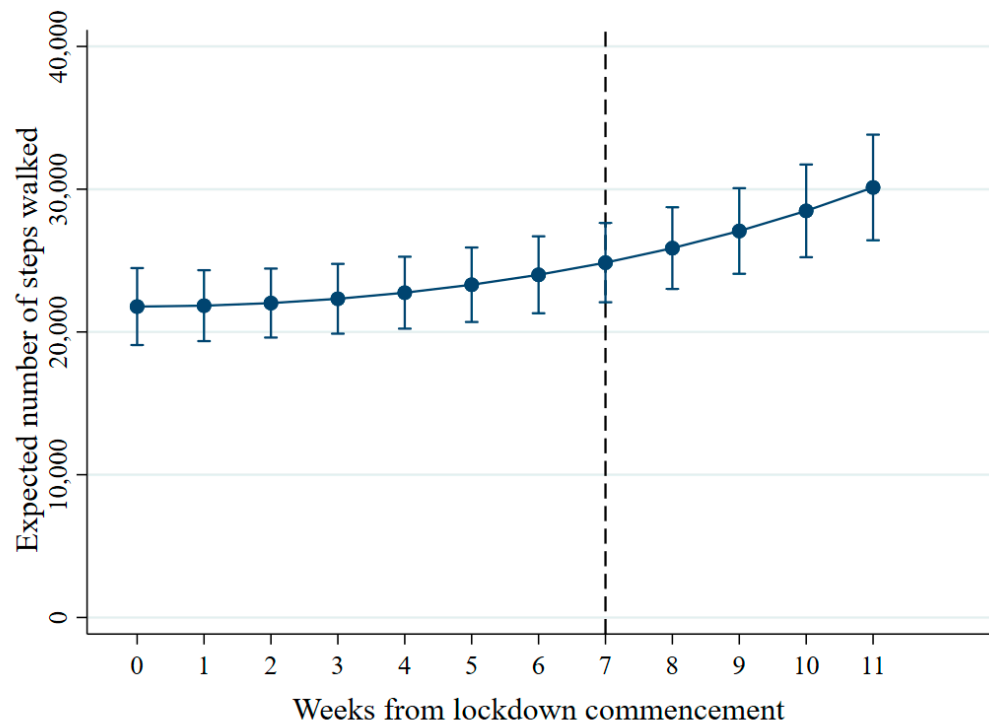 Expected number of steps walked
40,000
30,000
20,000
10,000
0
0 1 2 3 4 5 6 7 8 9 10 11
Weeks from lockdown commencement